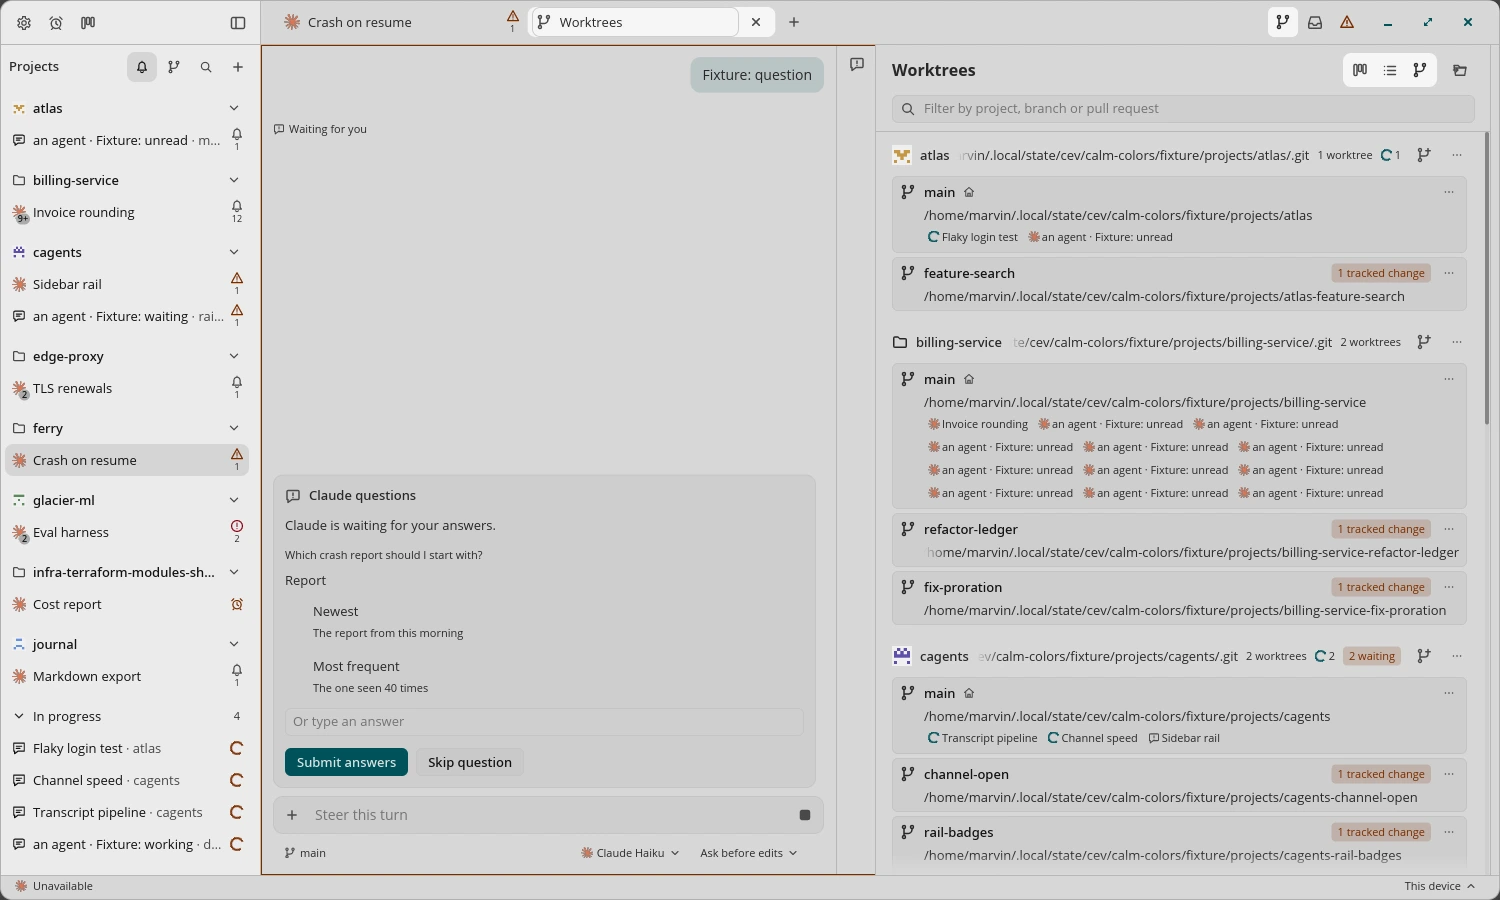 Crash on resume
1
Worktrees
Projects
atlas
an agent · Fixture: unread · m...
1
billing-service
9+
Invoice rounding
12
cagents
Sidebar rail
1
an agent · Fixture: waiting · rai...
1
edge-proxy
2
TLS renewals
1
ferry
Crash on resume
1
glacier-ml
2
Eval harness
2
infra-terraform-modules-sh...
Cost report
journal
Markdown export
1
In progress
4
Flaky login test · atlas
Channel speed · cagents
Transcript pipeline · cagents
an agent · Fixture: working · d...
Fixture: question
Waiting for you
Claude questions
Claude is waiting for your answers.
Which crash report should I start with?
Report
Newest
The report from this morning
Most frequent
The one seen 40 times
Or type an answer
Submit answers
Skip question
Steer this turn
main
Claude Haiku
Ask before edits
Worktrees
Filter by project, branch or pull request
atlas rvin/.local/state/cev/calm-colors/fixture/projects/atlas/.git 1 worktree 1
main
/home/marvin/.local/state/cev/calm-colors/fixture/projects/atlas
Flaky login test an agent · Fixture: unread
feature-search 1 tracked change
/home/marvin/.local/state/cev/calm-colors/fixture/projects/atlas-feature-search
billing-service te/cev/calm-colors/fixture/projects/billing-service/.git 2 worktrees
main
/home/marvin/.local/state/cev/calm-colors/fixture/projects/billing-service
Invoice rounding an agent · Fixture: unread an agent · Fixture: unread
an agent · Fixture: unread an agent · Fixture: unread an agent · Fixture: unread
an agent · Fixture: unread an agent · Fixture: unread an agent · Fixture: unread
an agent · Fixture: unread an agent · Fixture: unread an agent · Fixture: unread
refactor-ledger 1 tracked change
home/marvin/.local/state/cev/calm-colors/fixture/projects/billing-service-refactor-ledger
fix-proration 1 tracked change
/home/marvin/.local/state/cev/calm-colors/fixture/projects/billing-service-fix-proration
cagents ev/calm-colors/fixture/projects/cagents/.git 2 worktrees 2 2 waiting
main
/home/marvin/.local/state/cev/calm-colors/fixture/projects/cagents
Transcript pipeline Channel speed Sidebar rail
channel-open 1 tracked change
/home/marvin/.local/state/cev/calm-colors/fixture/projects/cagents-channel-open
rail-badges 1 tracked change
/home/marvin/.local/state/cev/calm-colors/fixture/projects/cagents-rail-badges
Unavailable
This device